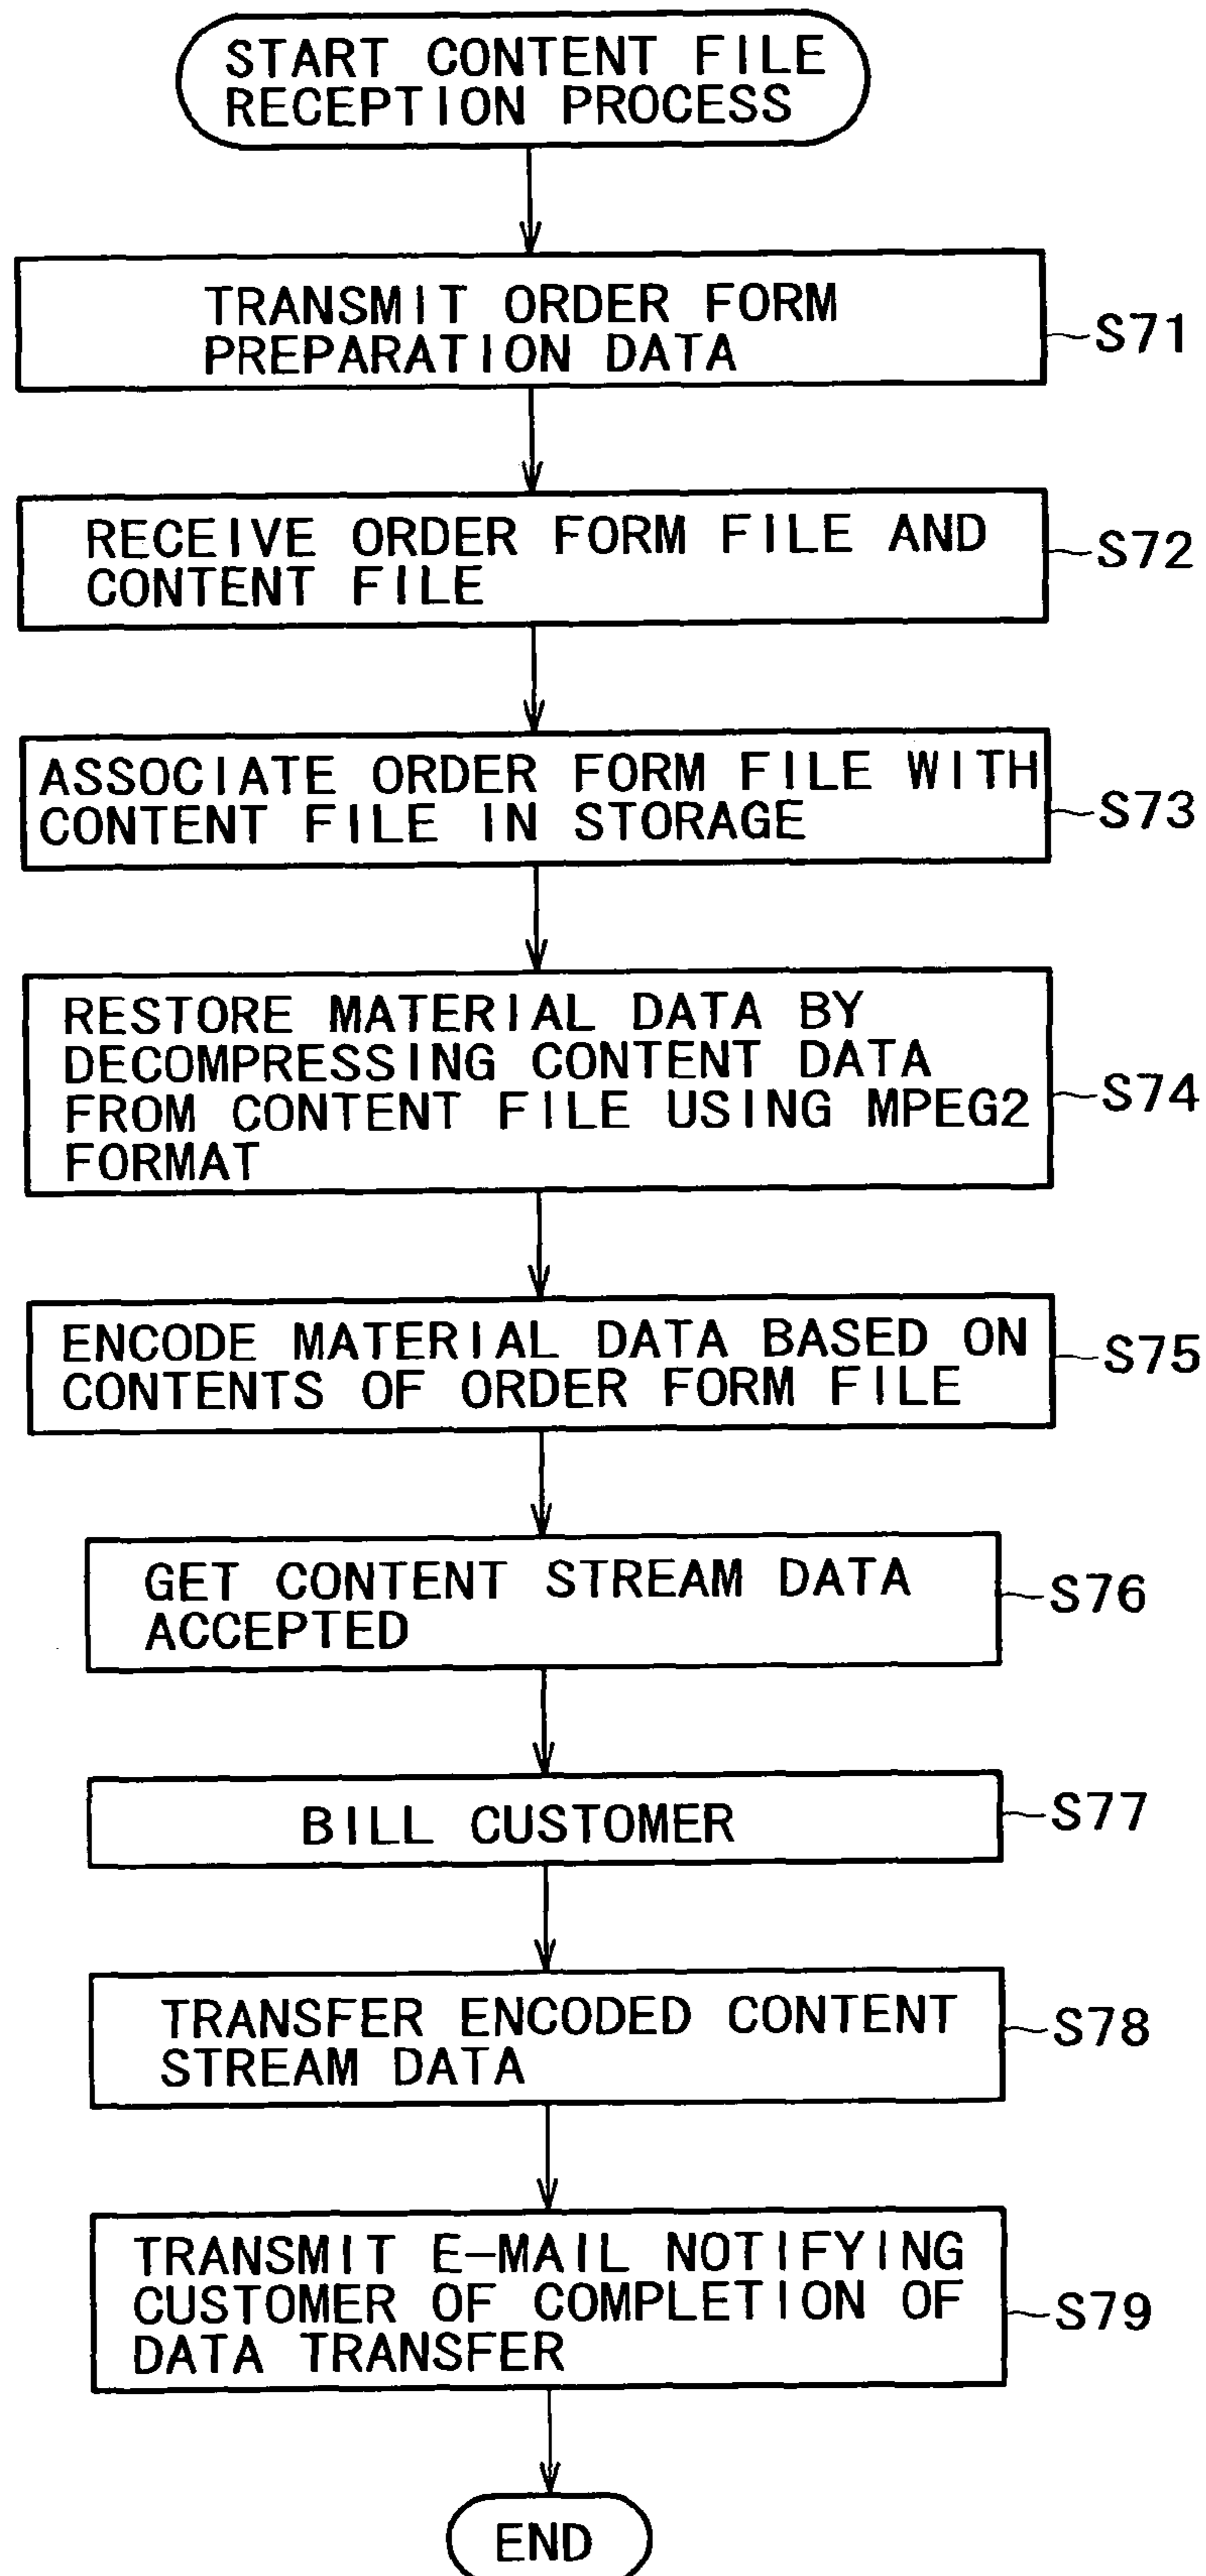 START CONTENT FILE
RECEPTION PROCESS
TRANSMIT ORDER FORM
PREPARATION DATA
S71
RECEIVE ORDER FORM FILE AND
CONTENT FILE
S72
ASSOCIATE ORDER FORM FILE WITH
CONTENT FILE IN STORAGE
S73
RESTORE MATERIAL DATA BY
DECOMPRESSING CONTENT DATA
FROM CONTENT FILE USING MPEG2
FORMAT
S74
ENCODE MATERIAL DATA BASED ON
CONTENTS OF ORDER FORM FILE
S75
GET CONTENT STREAM DATA
ACCEPTED
S76
BILL CUSTOMER
S77
TRANSFER ENCODED CONTENT
STREAM DATA
S78
TRANSMIT E-MAIL NOTIFYING
CUSTOMER OF COMPLETION OF
DATA TRANSFER
S79
END